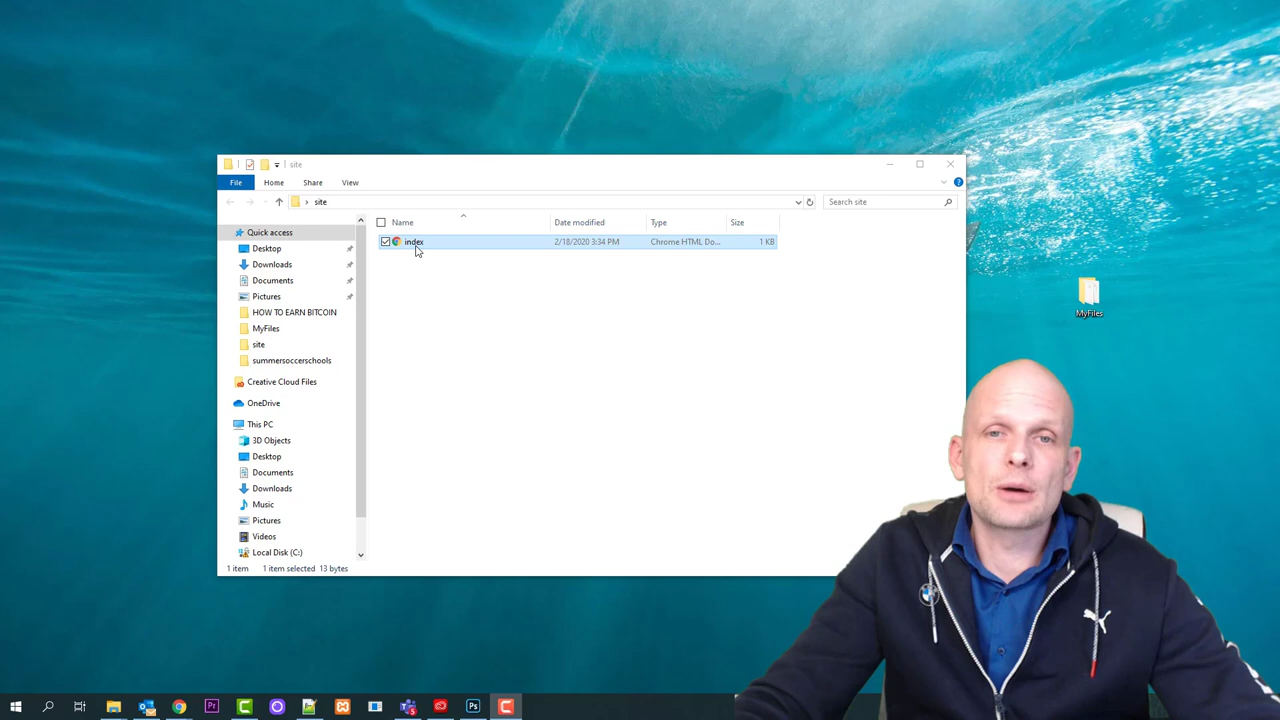 site
File Home Share View
site
Search site
Name Date modified Type Size
index 2/18/2020 3:34 PM Chrome HTML Do... 1 KB
Quick access
Desktop
Downloads
Documents
Pictures
HOW TO EARN BITCOIN
MyFiles
site
summersoccerschools
Creative Cloud Files
OneDrive
This PC
3D Objects
Desktop
Documents
Downloads
Music
Pictures
Videos
Local Disk (C:)
1 item 1 item selected 13 bytes
MyFiles
Pr
Ps